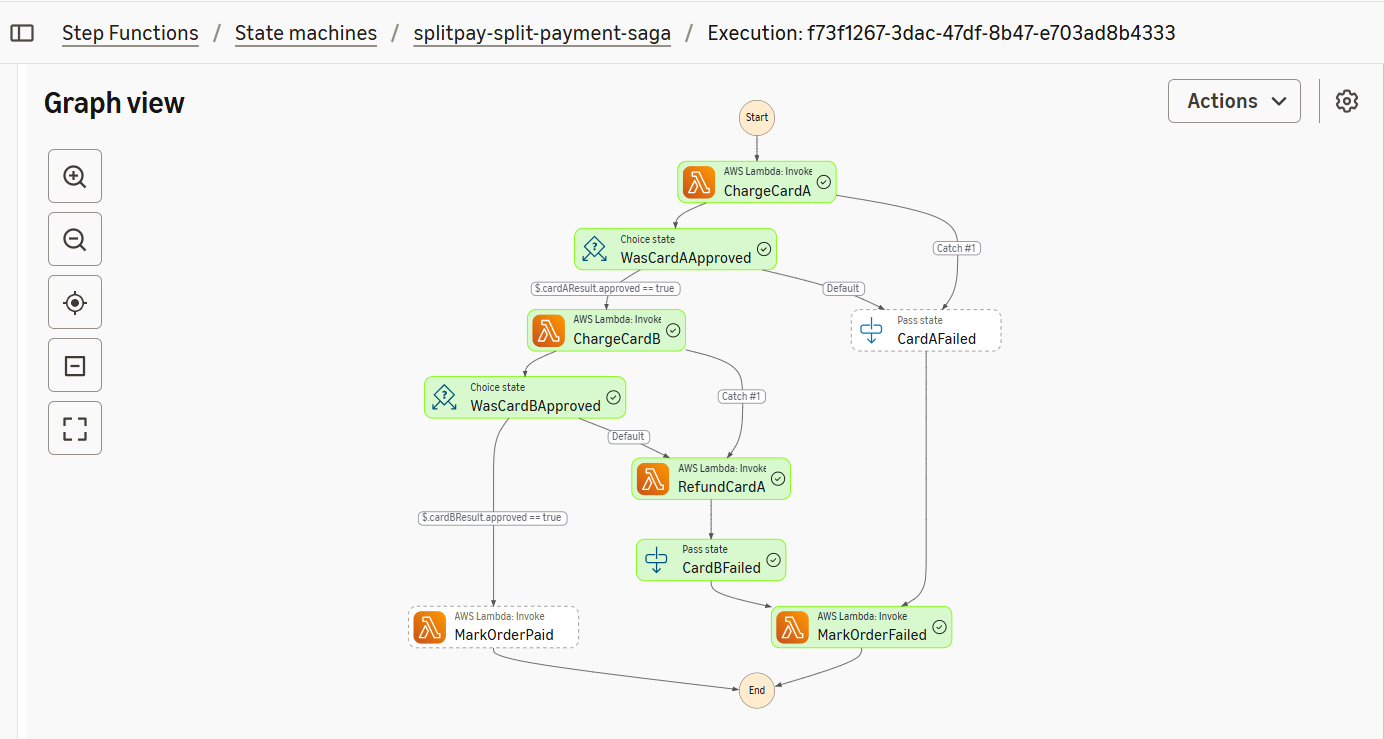 Step Functions / State machines / splitpay-split-payment-saga / Execution: f73f1267-3dac-47df-8b47-e703ad8b4333
Graph view
Actions
Start
AWS Lambda: Invoke
ChargeCardA
Choice state
WasCardAApproved
Catch #1
$.cardAResult.approved == true
Default
AWS Lambda: Invoke
ChargeCardB
Pass state
CardAFailed
Choice state
WasCardBApproved
Catch #1
Default
AWS Lambda: Invoke
RefundCardA
$.cardBResult.approved == true
Pass state
CardBFailed
AWS Lambda: Invoke
MarkOrderPaid
AWS Lambda: Invoke
MarkOrderFailed
End